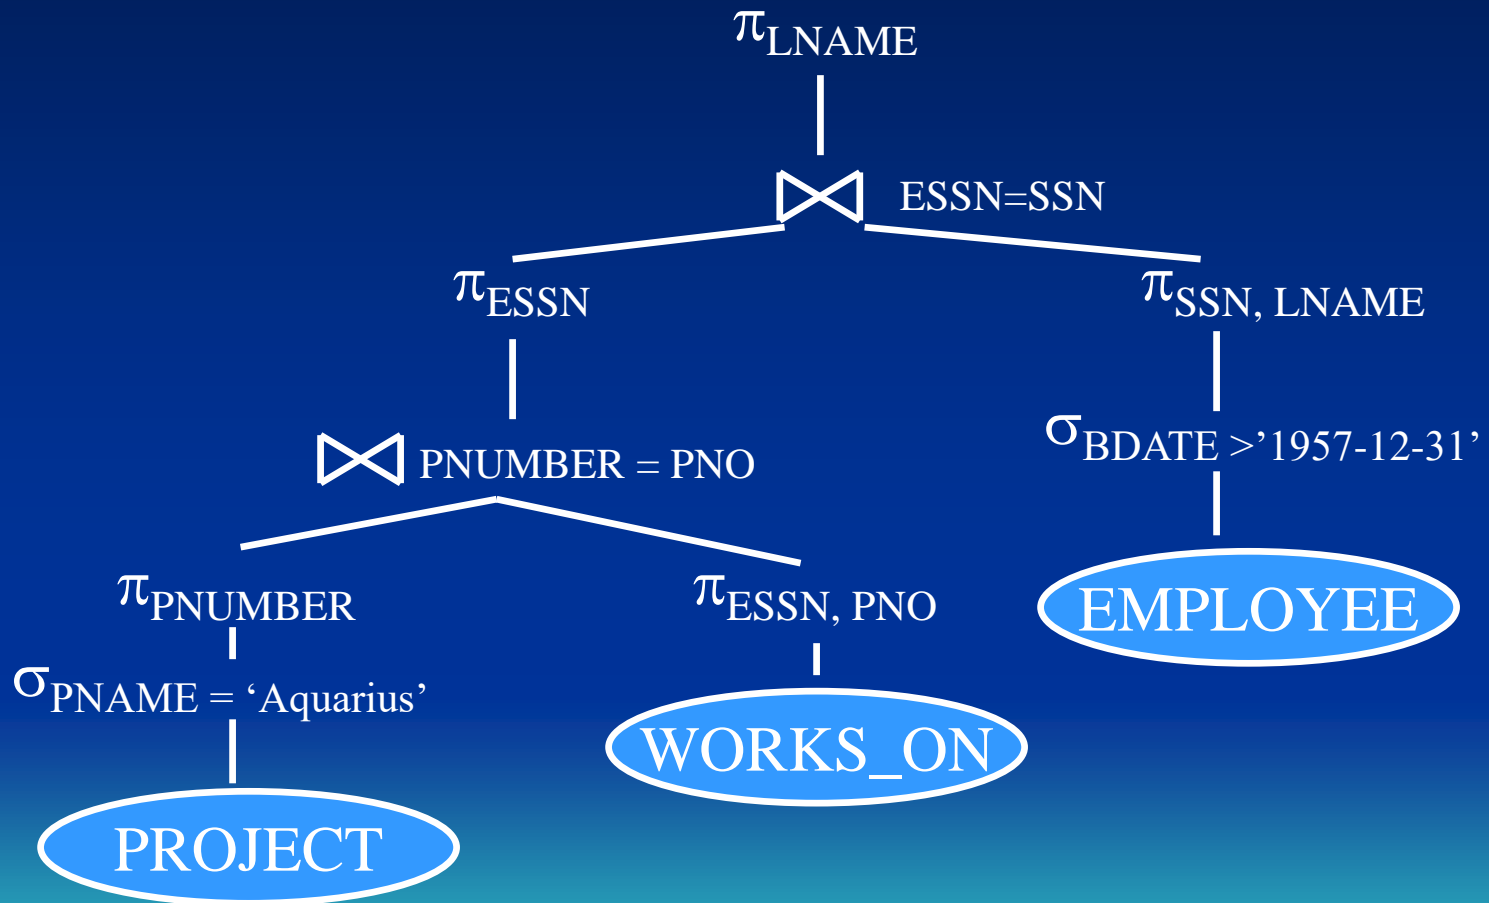 πLNAME
ESSN=SSN
πESSN
πSSN, LNAME
σBDATE >’1957-12-31’
PNUMBER = PNO
πPNUMBER
πESSN, PNO
EMPLOYEE
σPNAME = ‘Aquarius’
WORKS_ON
PROJECT